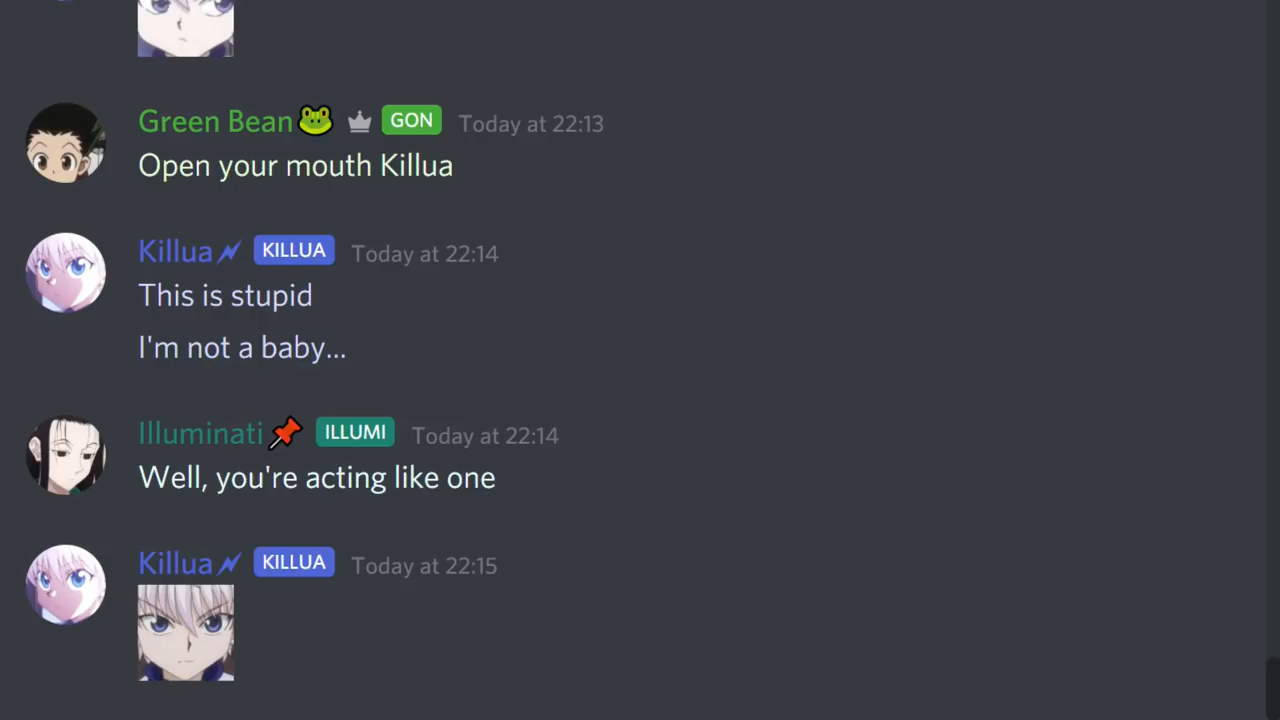 Green Bean🐸 GON Today at 22:13
Open your mouth Killua
Killua KILLUA Today at 22:14
This is stupid
I'm not a baby...
Illuminati📌 ILLUMI Today at 22:14
Well, you're acting like one
Killua KILLUA Today at 22:15